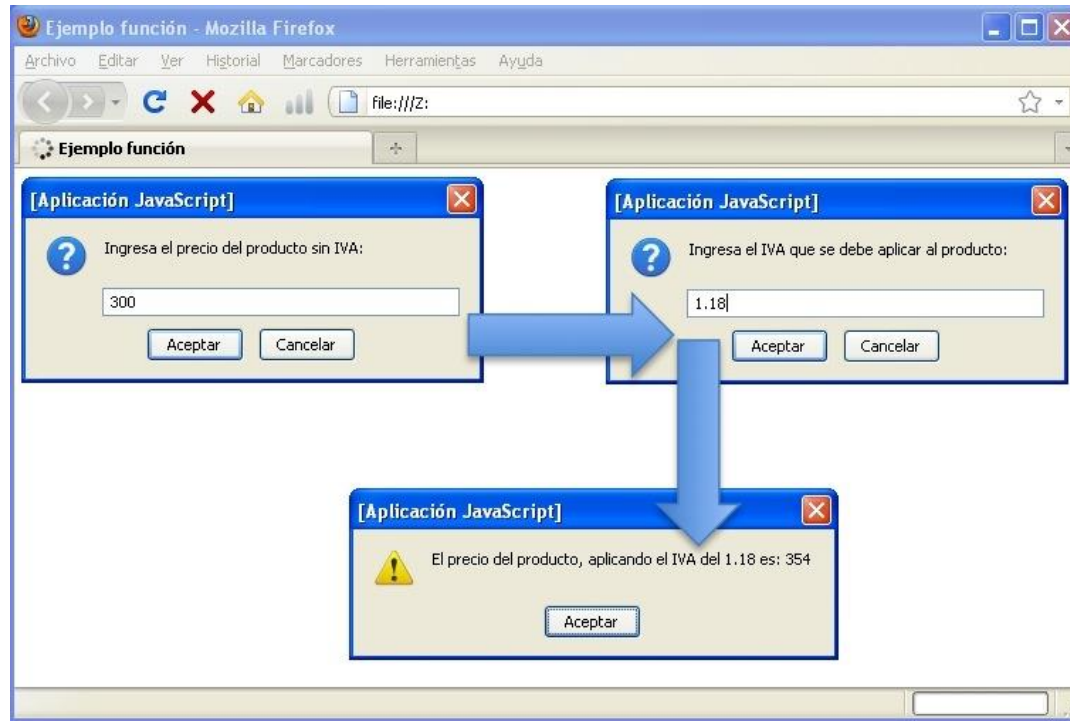 Ejemplo función - Mozilla Firefox
Archivo Editar Ver Historial Marcadores Herramientas Ayuda
file:///Z:
Ejemplo función
[Aplicación JavaScript]
Ingresa el precio del producto sin IVA:
300
Aceptar Cancelar
[Aplicación JavaScript]
Ingresa el IVA que se debe aplicar al producto:
1.18
Aceptar Cancelar
[Aplicación JavaScript]
El precio del producto, aplicando el IVA del 1.18 es: 354
Aceptar